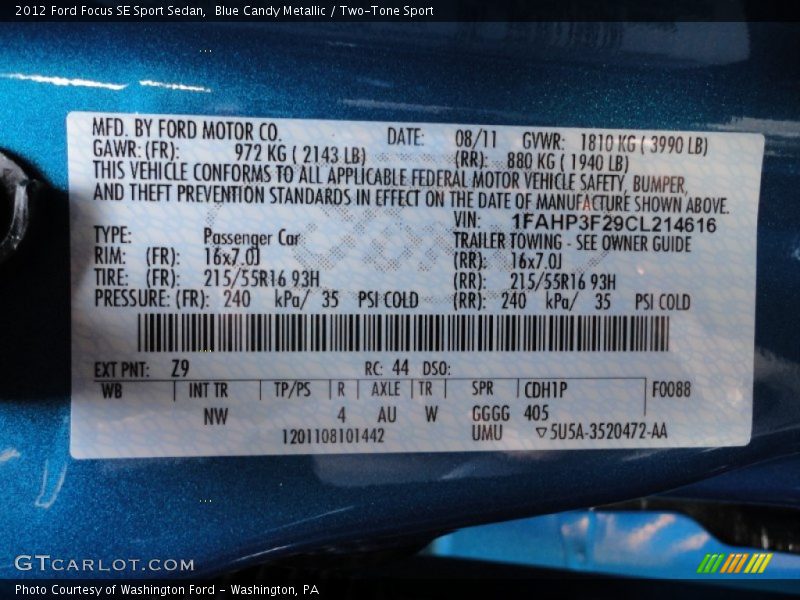 2012 Ford Focus SE Sport Sedan, Blue Candy Metallic / Two-Tone Sport
MFD. BY FORD MOTOR CO. DATE: 08/11 GVWR: 1810 KG ( 3990 LB)
GAWR: (FR): 972 KG ( 2143 LB) (RR): 880 KG ( 1940 LB)
THIS VEHICLE CONFORMS TO ALL APPLICABLE FEDERAL MOTOR VEHICLE SAFETY, BUMPER,
AND THEFT PREVENTION STANDARDS IN EFFECT ON THE DATE OF MANUFACTURE SHOWN ABOVE.
VIN: 1FAHP3F29CL214616
TYPE: Passenger Car TRAILER TOWING - SEE OWNER GUIDE
RIM: (FR): 16x7.0J (RR): 16x7.0J
TIRE: (FR): 215/55R16 93H (RR): 215/55R16 93H
PRESSURE: (FR): 240 kPa/ 35 PSI COLD (RR): 240 kPa/ 35 PSI COLD
EXT PNT: Z9 RC: 44 DSO:
WB INT TR TP/PS R AXLE TR SPR CDH1P F0088
NW 4 AU W GGGG 405
1201108101442 UMU ▽5U5A-3520472-AA
GTCARLOT.COM
Photo Courtesy of Washington Ford - Washington, PA